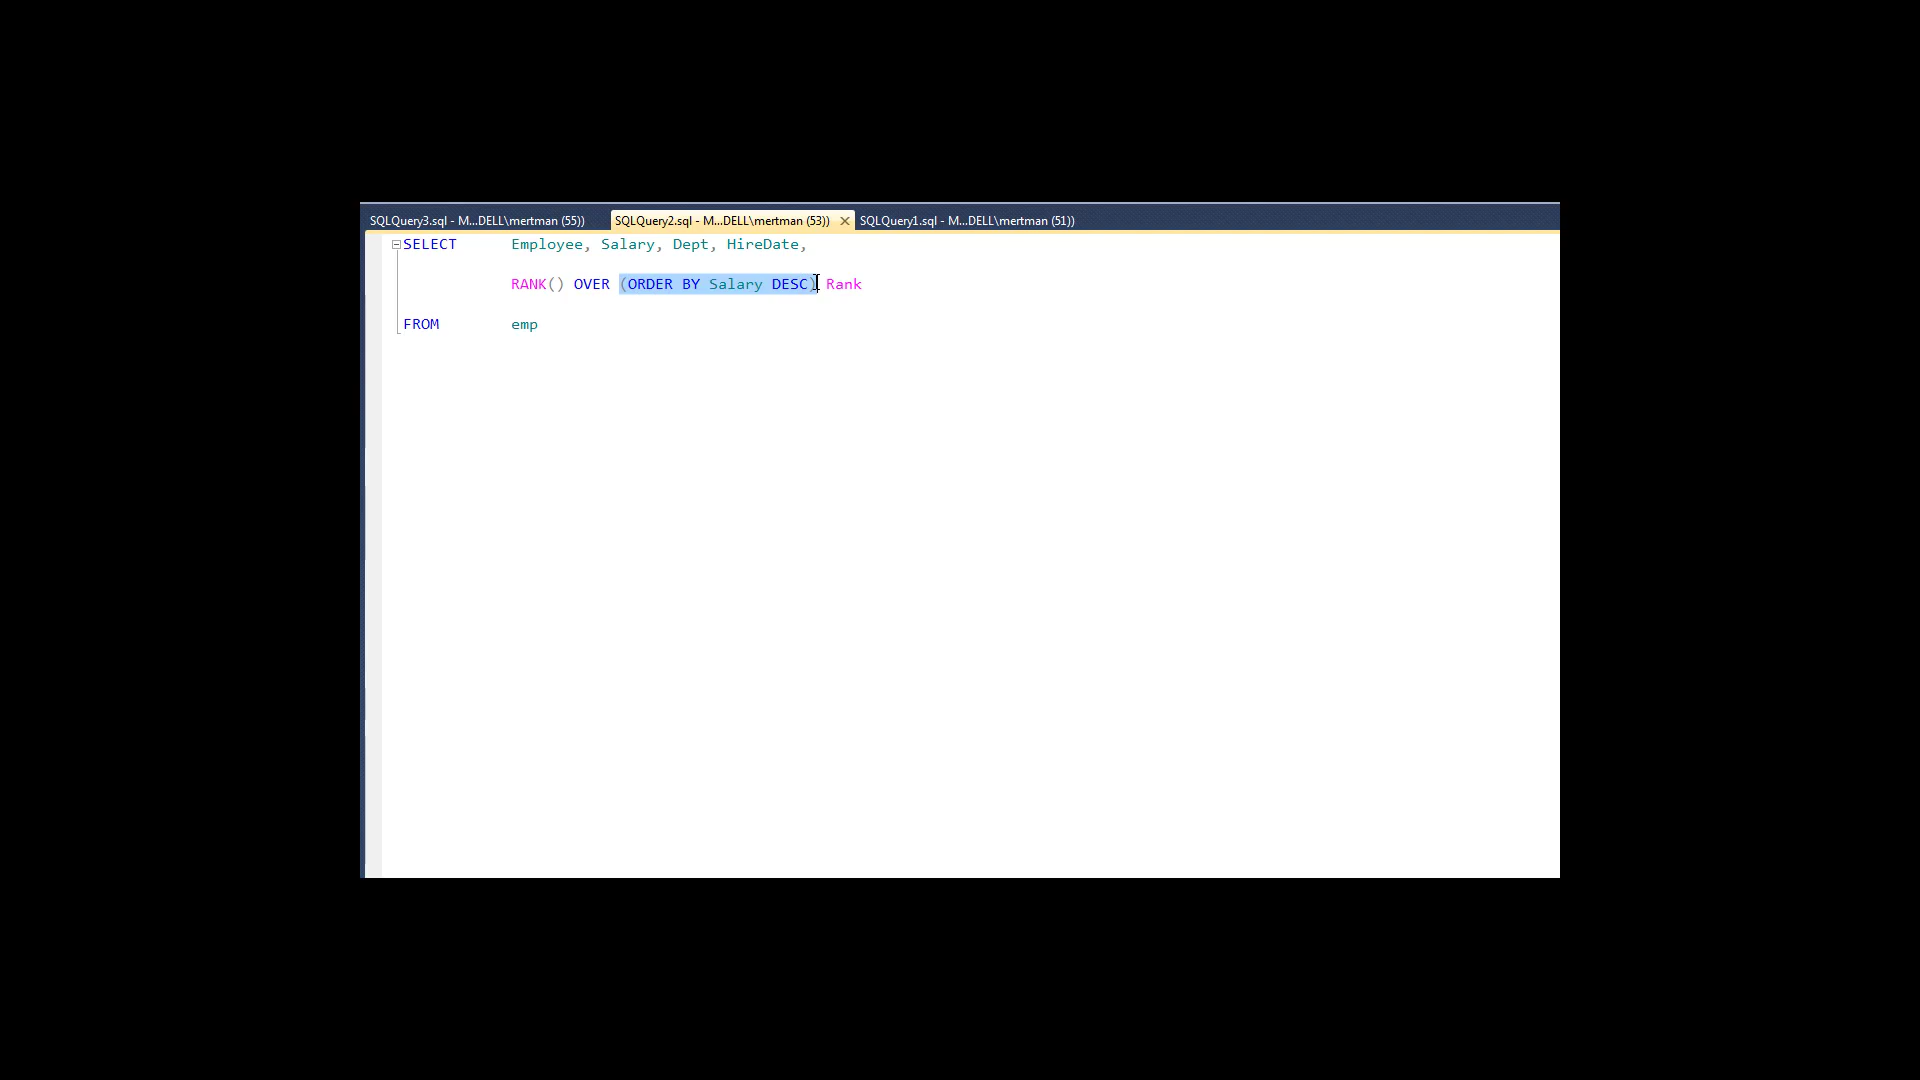 SQLQuery3.sql - M...DELL\mertman (55)) SQLQuery2.sql - M...DELL\mertman (53)) SQLQuery1.sql - M...DELL\mertman (51))
SELECT Employee, Salary, Dept, HireDate,
RANK() OVER (ORDER BY Salary DESC) Rank
FROM emp